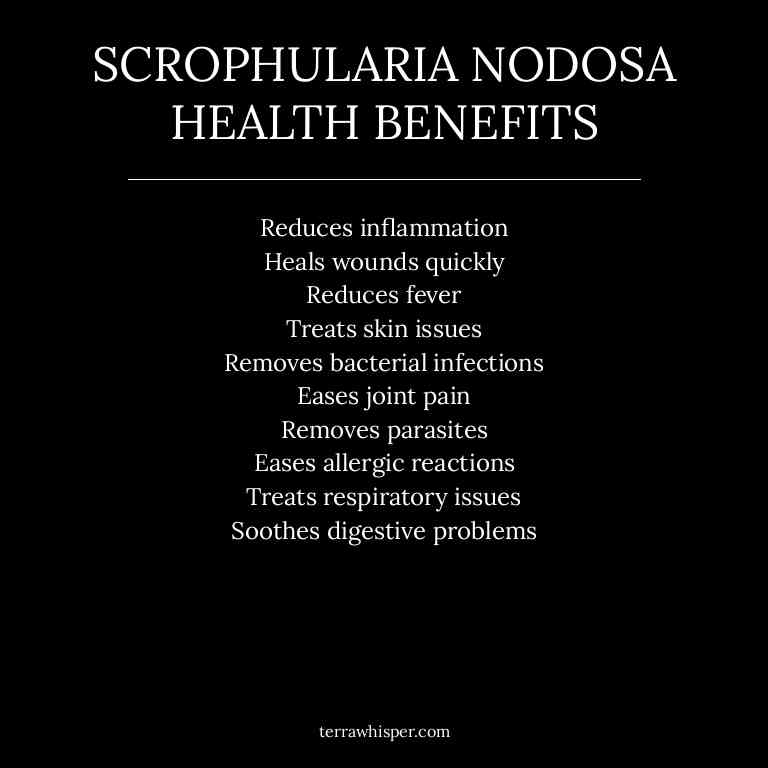 SCROPHULARIA NODOSA
HEALTH BENEFITS
Reduces inflammation
Heals wounds quickly
Reduces fever
Treats skin issues
Removes bacterial infections
Eases joint pain
Removes parasites
Eases allergic reactions
Treats respiratory issues
Soothes digestive problems
terrawhisper.com